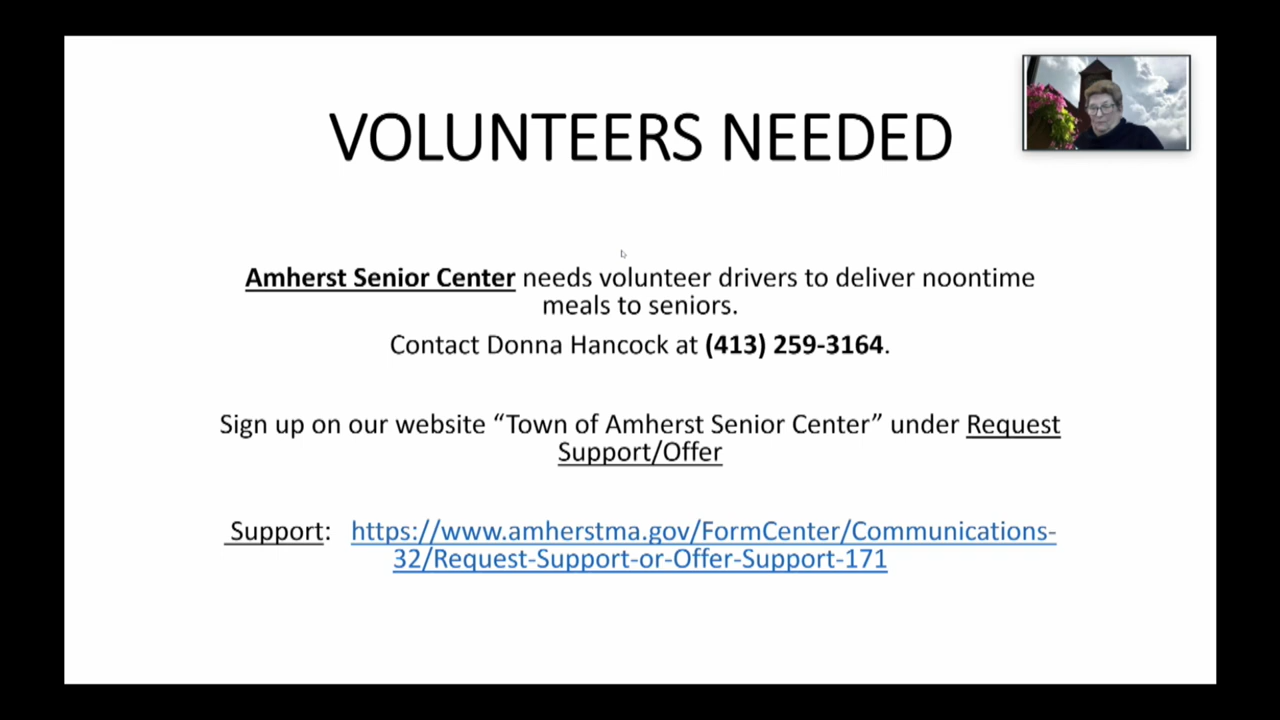 VOLUNTEERS NEEDED
Amherst Senior Center needs volunteer drivers to deliver noontime
meals to seniors.
Contact Donna Hancock at (413) 259-3164.
Sign up on our website “Town of Amherst Senior Center” under Request
Support/Offer
Support: https://www.amherstma.gov/FormCenter/Communications-
32/Request-Support-or-Offer-Support-171